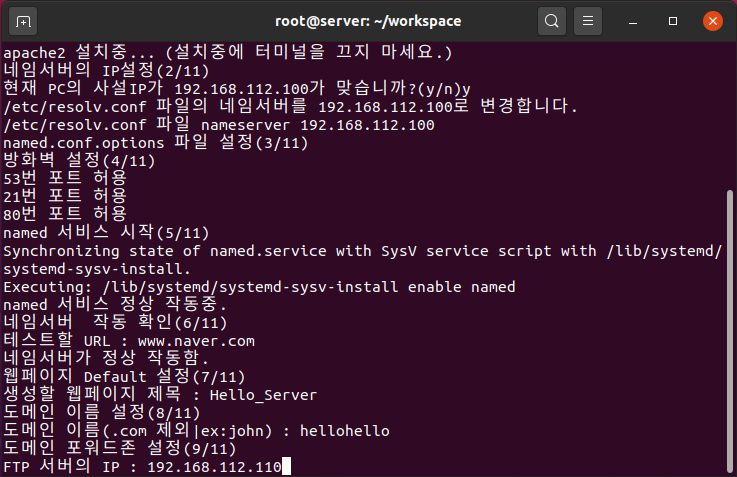 root@server: ~/workspace
apache2 설치중... (설치중에 터미널을 끄지 마세요.)
네임서버의 IP설정(2/11)
현재 PC의 사설IP가 192.168.112.100가 맞습니까?(y/n)y
/etc/resolv.conf 파일의 네임서버를 192.168.112.100로 변경합니다.
/etc/resolv.conf 파일 nameserver 192.168.112.100
named.conf.options 파일 설정(3/11)
방화벽 설정(4/11)
53번 포트 허용
21번 포트 허용
80번 포트 허용
named 서비스 시작(5/11)
Synchronizing state of named.service with SysV service script with /lib/systemd/
systemd-sysv-install.
Executing: /lib/systemd/systemd-sysv-install enable named
named 서비스 정상 작동중.
네임서버  작동 확인(6/11)
테스트할 URL : www.naver.com
네임서버가 정상 작동함.
웹페이지 Default 설정(7/11)
생성할 웹페이지 제목 : Hello_Server
도메인 이름 설정(8/11)
도메인 이름(.com 제외|ex:john) : hellohello
도메인 포워드존 설정(9/11)
FTP 서버의 IP : 192.168.112.110